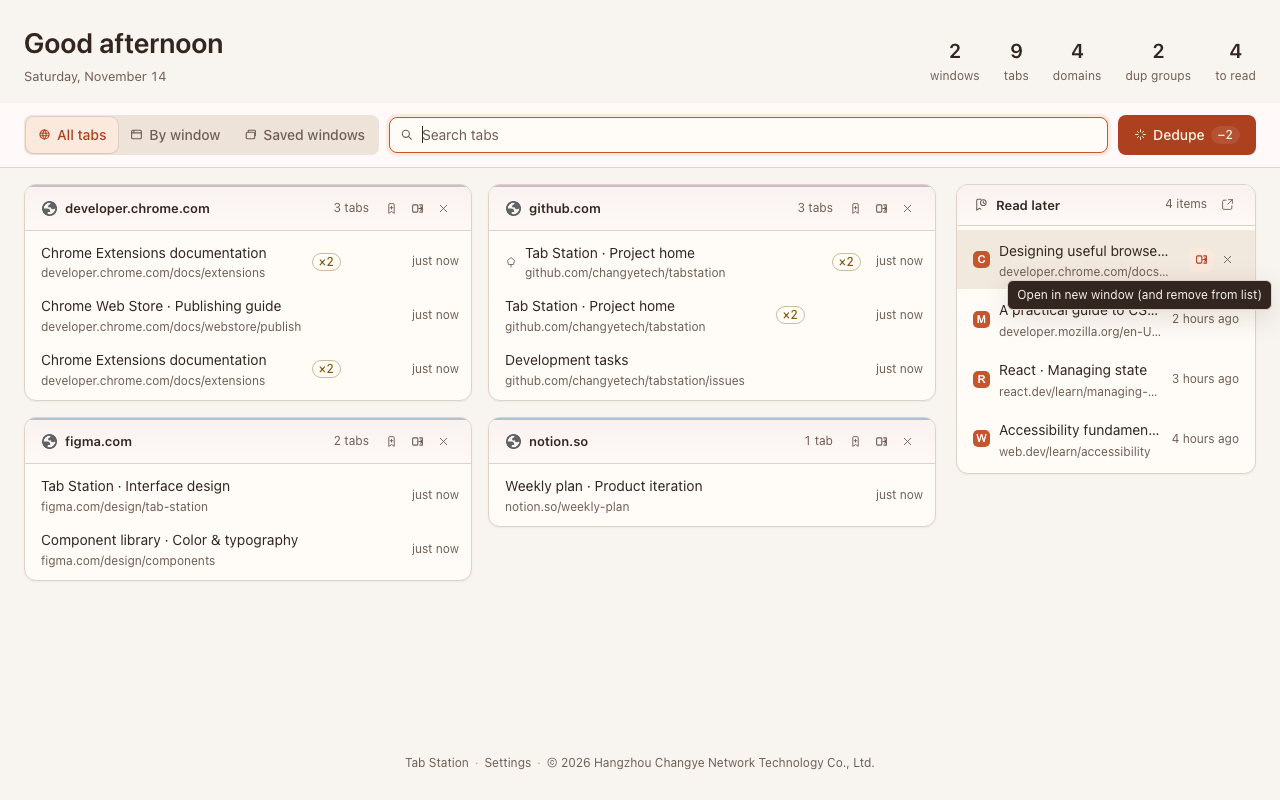 Good afternoon
Saturday, November 14
2 windows
9 tabs
4 domains
2 dup groups
4 to read
All tabs
By window
Saved windows
Search tabs
Dedupe −2
developer.chrome.com 3 tabs
Chrome Extensions documentation
developer.chrome.com/docs/extensions
×2
just now
Chrome Web Store · Publishing guide
developer.chrome.com/docs/webstore/publish
just now
Chrome Extensions documentation
developer.chrome.com/docs/extensions
×2
just now
github.com 3 tabs
Tab Station · Project home
github.com/changyetech/tabstation
×2
just now
Tab Station · Project home
github.com/changyetech/tabstation
×2
just now
Development tasks
github.com/changyetech/tabstation/issues
just now
figma.com 2 tabs
Tab Station · Interface design
figma.com/design/tab-station
just now
Component library · Color & typography
figma.com/design/components
just now
notion.so 1 tab
Weekly plan · Product iteration
notion.so/weekly-plan
just now
Read later 4 items
C
Designing useful browse...
developer.chrome.com/docs...
Open in new window (and remove from list)
M
A practical guide to CS...
developer.mozilla.org/en-U...
2 hours ago
R
React · Managing state
react.dev/learn/managing-...
3 hours ago
W
Accessibility fundamen...
web.dev/learn/accessibility
4 hours ago
Tab Station · Settings · © 2026 Hangzhou Changye Network Technology Co., Ltd.